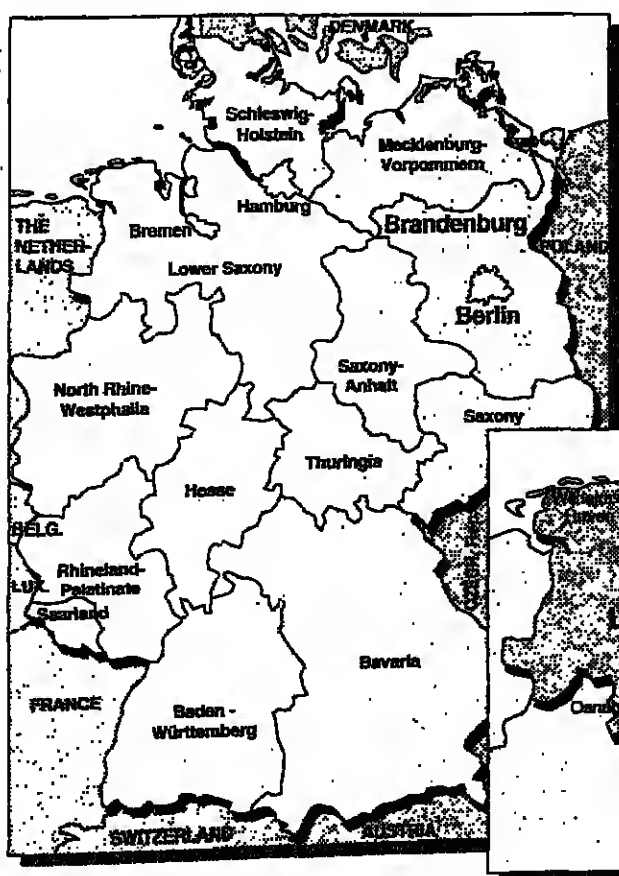 DENMARK
Schleswig-
Holstein
Mecklenburg-
Vorpommern
Hamburg
THE
NETHER-
LANDS
Bremen
Brandenburg
POLAND
Lower Saxony
Berlin
Saxony-
Anhalt
North Rhine-
Westphalia
Saxony
Thuringia
Hesse
BELG.
LUX.
Rhineland-
Palatinate
Saarland
CZECH
Bavaria
FRANCE
Baden -
Württemberg
SWITZERLAND
AUSTRIA